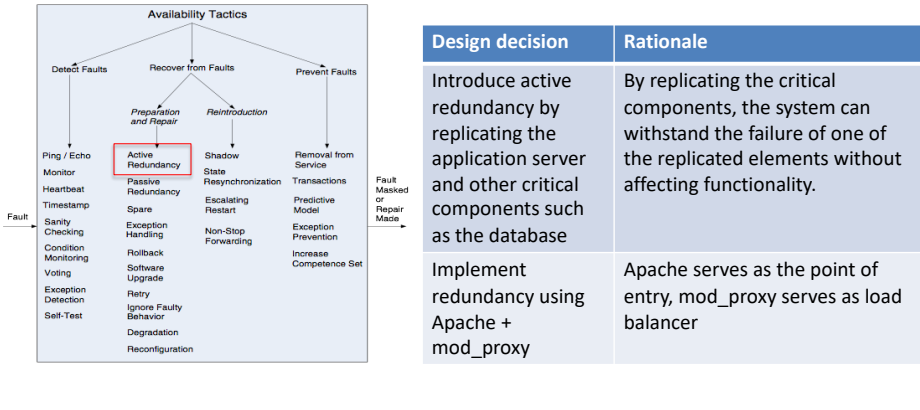 Availability Tactics
Detect Faults
Recover from Faults
Prevent Faults
Preparation
and Repair
Reintroduction
Fault
Ping / Echo
Monitor
Heartbeat
Timestamp
Sanity
Checking
Condition
Monitoring
Voting
Exception
Detection
Self-Test
Active
Redundancy
Passive
Redundancy
Spare
Exception
Handling
Rollback
Software
Upgrade
Retry
Ignore Faulty
Behavior
Degradation
Reconfiguration
Shadow
State
Resynchronization
Escalating
Restart
Non-Stop
Forwarding
Removal from
Service
Transactions
Predictive
Model
Exception
Prevention
Increase
Competence Set
Fault
Masked
or
Repair
Made
Design decision
Rationale
Introduce active
redundancy by
replicating the
application server
and other critical
components such
as the database
By replicating the critical
components, the system can
withstand the failure of one of
the replicated elements without
affecting functionality.
Implement
redundancy using
Apache +
mod_proxy
Apache serves as the point of
entry, mod_proxy serves as load
balancer